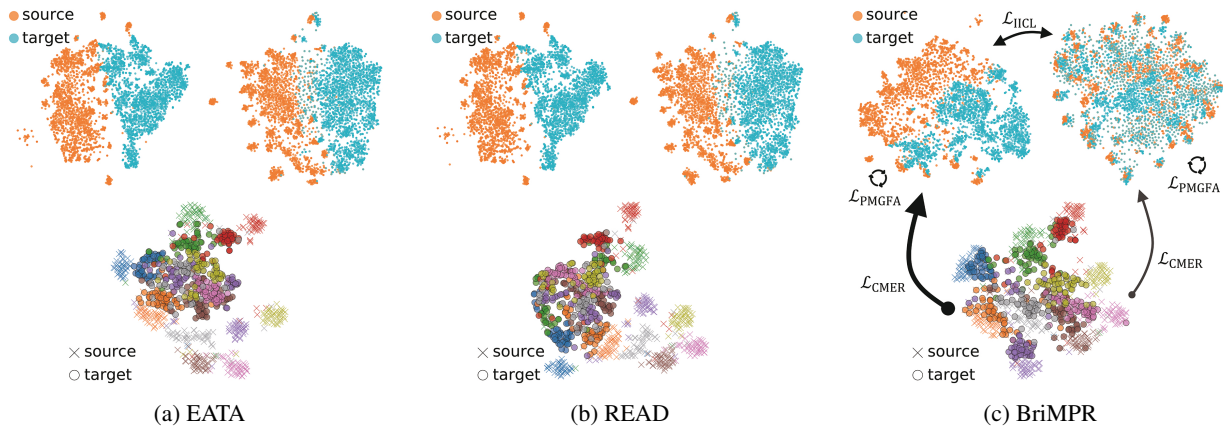 source
target
source
target
(a) EATA
source
target
source
target
(b) READ
source
target
ℒIICL
ℒPMGFA
ℒPMGFA
ℒCMER
ℒCMER
source
target
(c) BriMPR